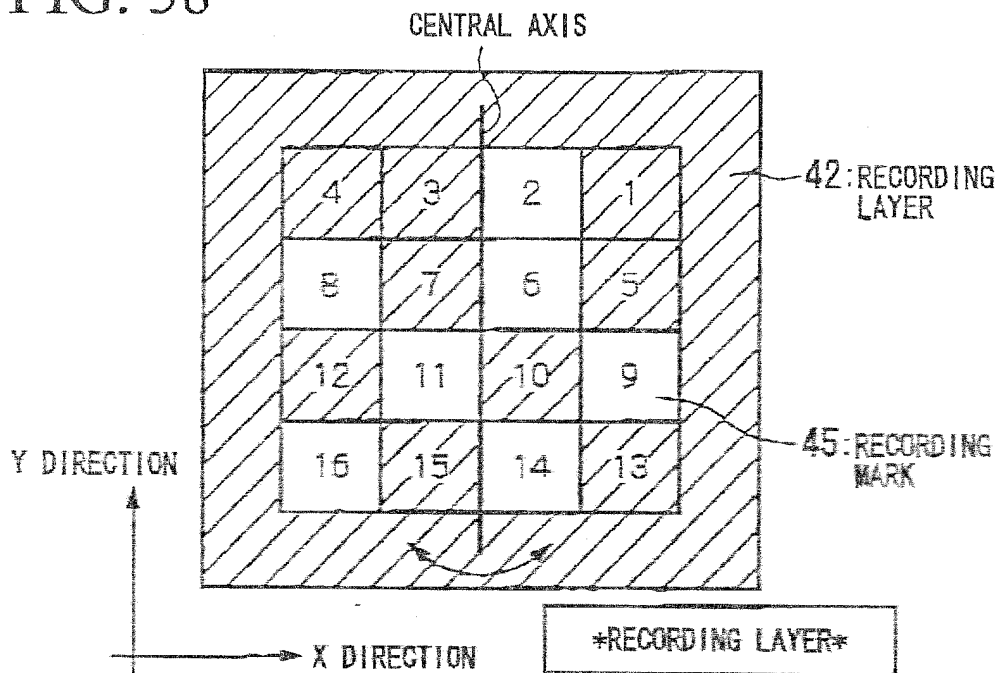 FIG. 38
CENTRAL AXIS
4 3 2 1
42:RECORDING
LAYER
8 7 6 5
12 11 10 9
45:RECORDING
MARK
16 15 14 13
Y DIRECTION
X DIRECTION
*RECORDING LAYER*